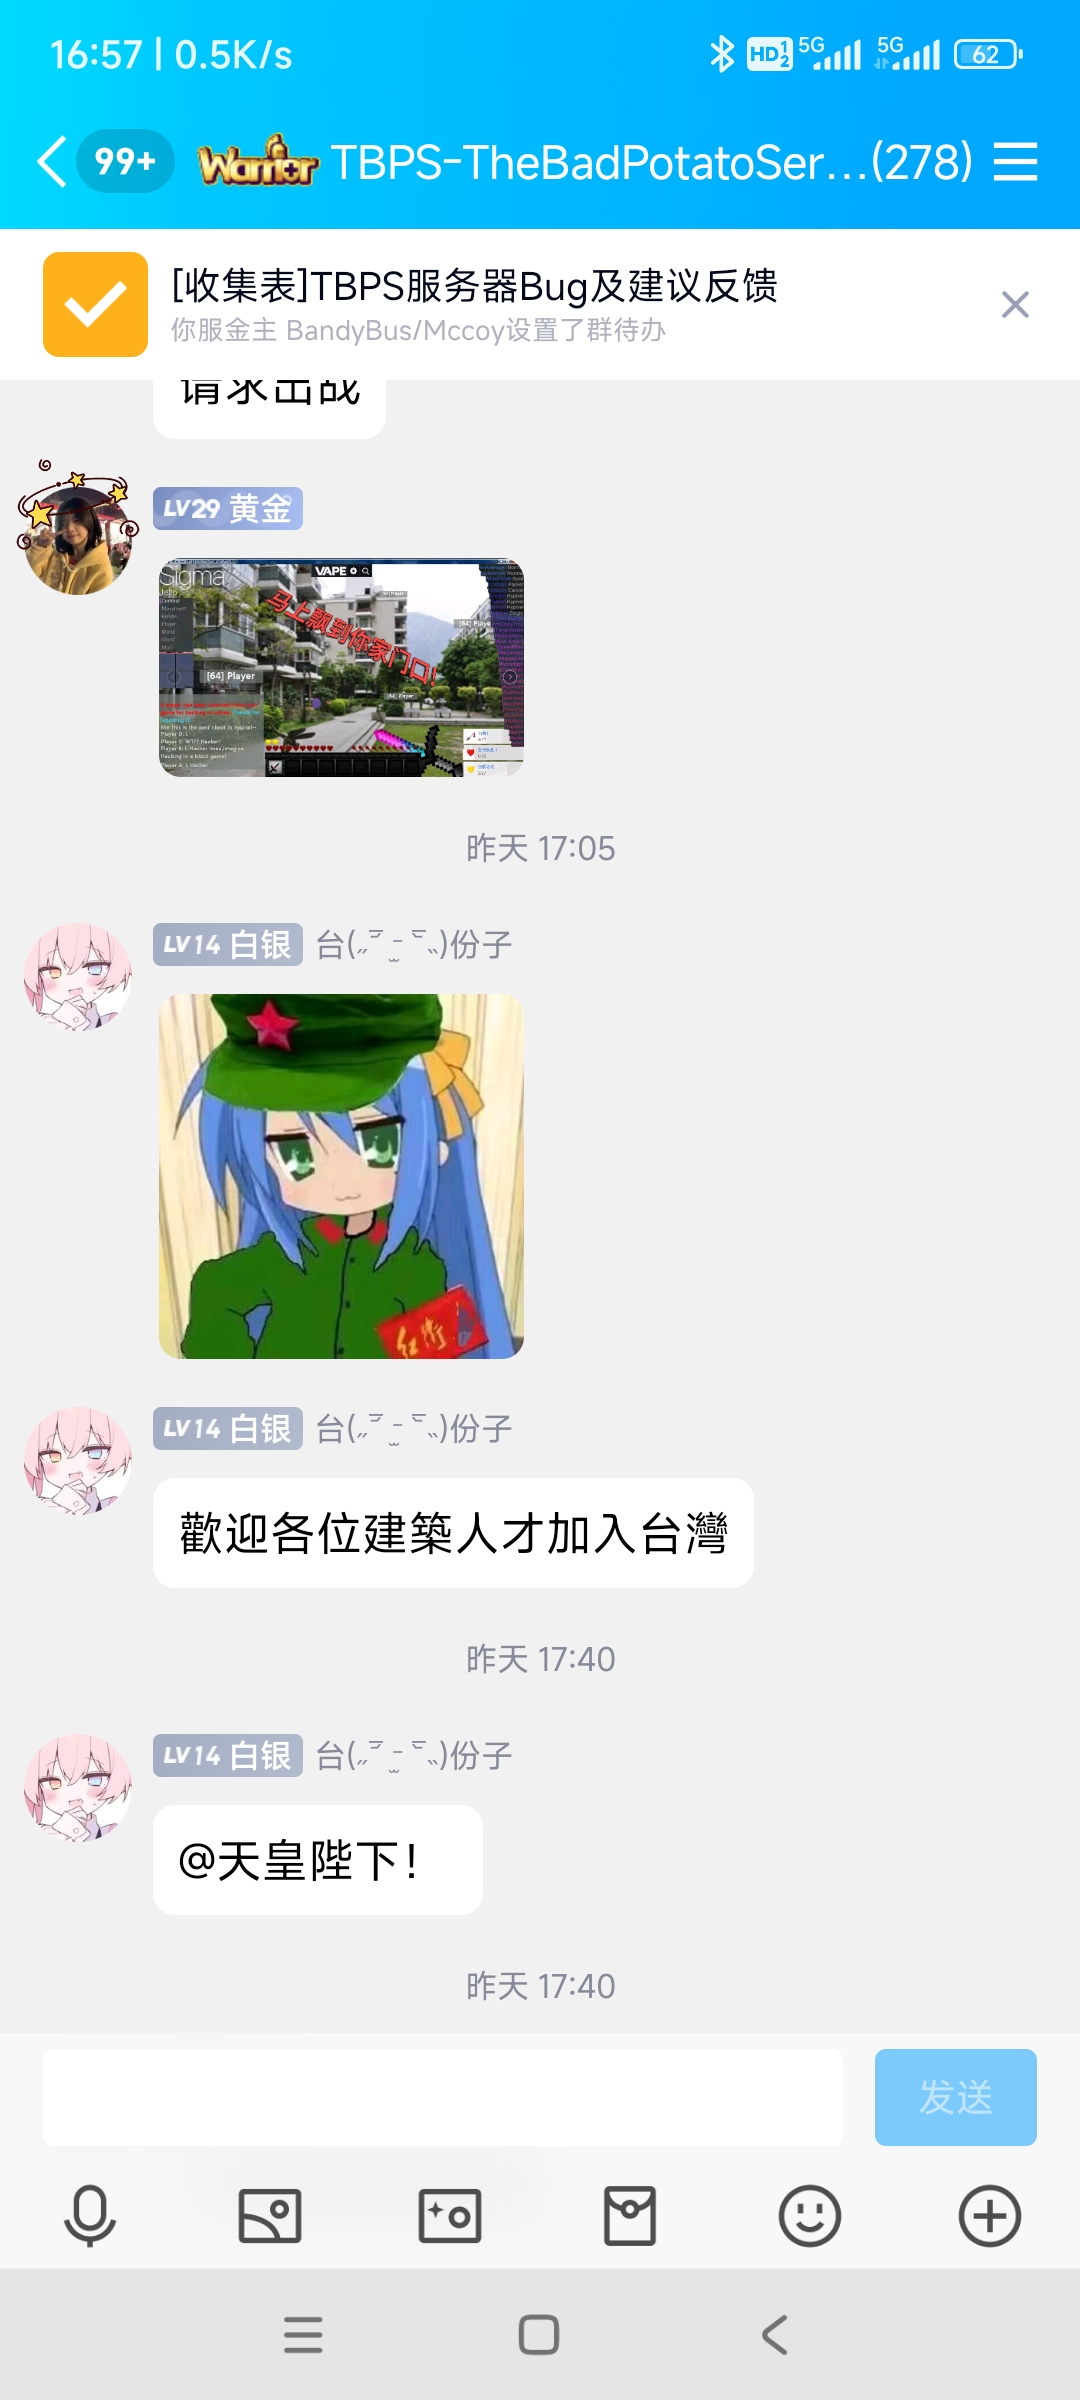 16:57 | 0.5K/s
HD 1 2 5G 5G 62
99+ Warrior TBPS-TheBadPotatoSer...(278)
[收集表]TBPS服务器Bug及建议反馈
你服金主 BandyBus/Mccoy设置了群待办
请求出战
LV29 黄金
Sigma
Jello
VAPE
马上飘到你家门口!
[64] Player
昨天 17:05
LV14 白银 台(˶‾᷄ ⁻̫ ‾᷅˵)份子
红衛
LV14 白银 台(˶‾᷄ ⁻̫ ‾᷅˵)份子
歡迎各位建築人才加入台灣
昨天 17:40
LV14 白银 台(˶‾᷄ ⁻̫ ‾᷅˵)份子
@天皇陛下！
昨天 17:40
发送